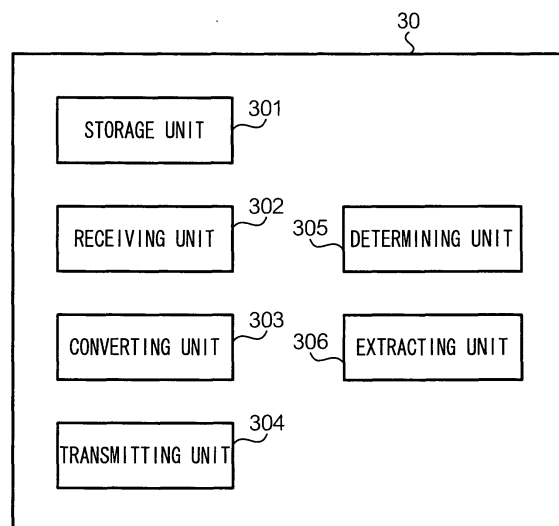 30
STORAGE UNIT 301
RECEIVING UNIT 302
305 DETERMINING UNIT
CONVERTING UNIT 303
306 EXTRACTING UNIT
TRANSMITTING UNIT 304